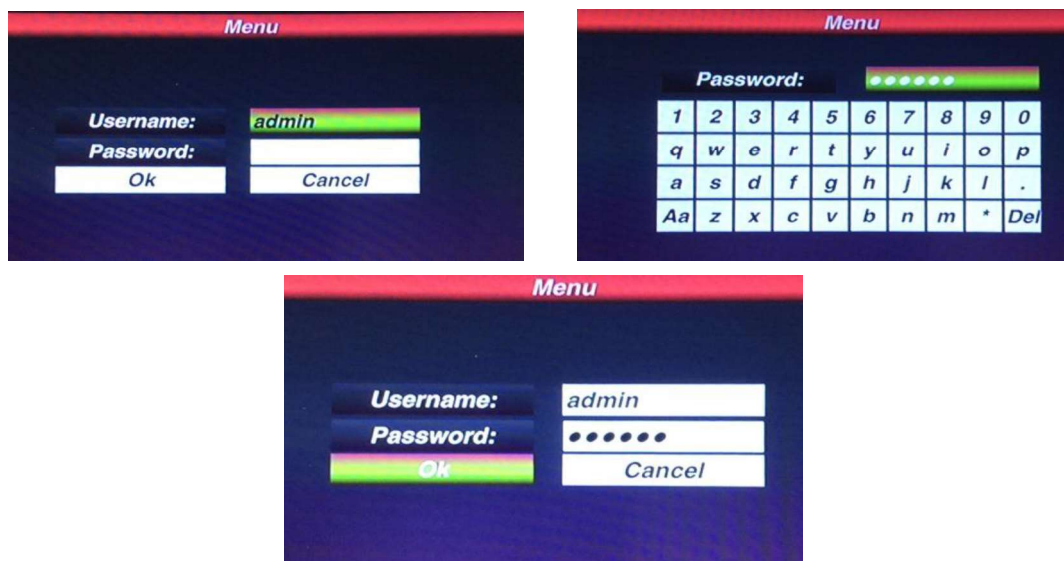 Menu
Username: admin
Password:
Ok Cancel
Menu
Password: ●●●●●●
1 2 3 4 5 6 7 8 9 0
q w e r t y u i o p
a s d f g h j k l .
Aa z x c v b n m * Del
Menu
Username: admin
Password: ●●●●●●
Ok Cancel